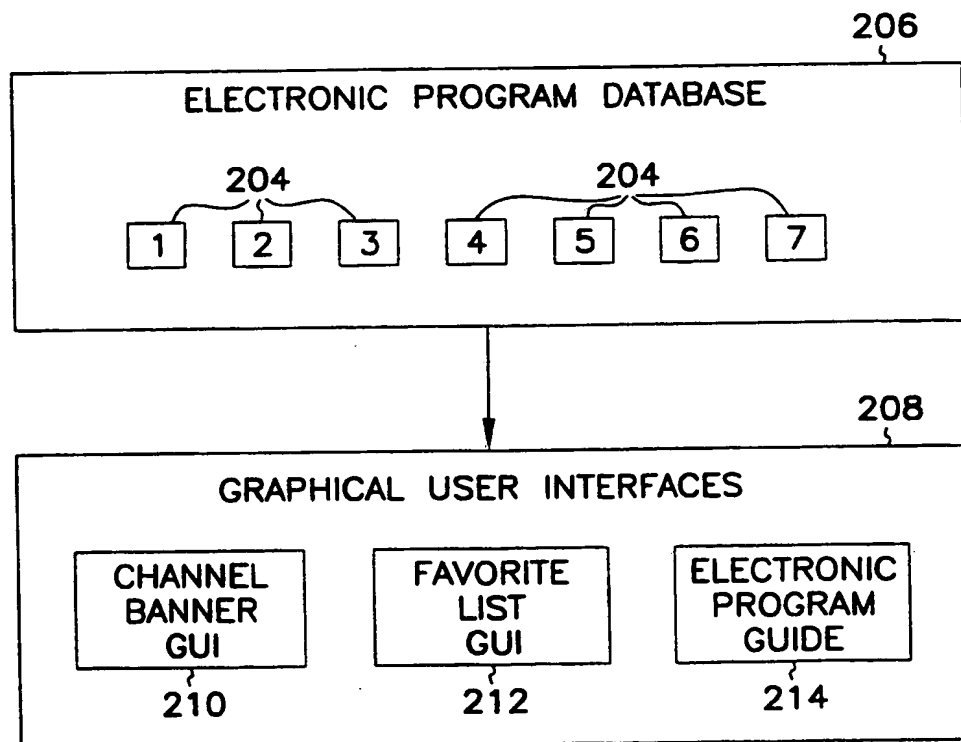 206
ELECTRONIC PROGRAM DATABASE
204 204
1 2 3 4 5 6 7
208
GRAPHICAL USER INTERFACES
CHANNEL
BANNER
GUI
210
FAVORITE
LIST
GUI
212
ELECTRONIC
PROGRAM
GUIDE
214